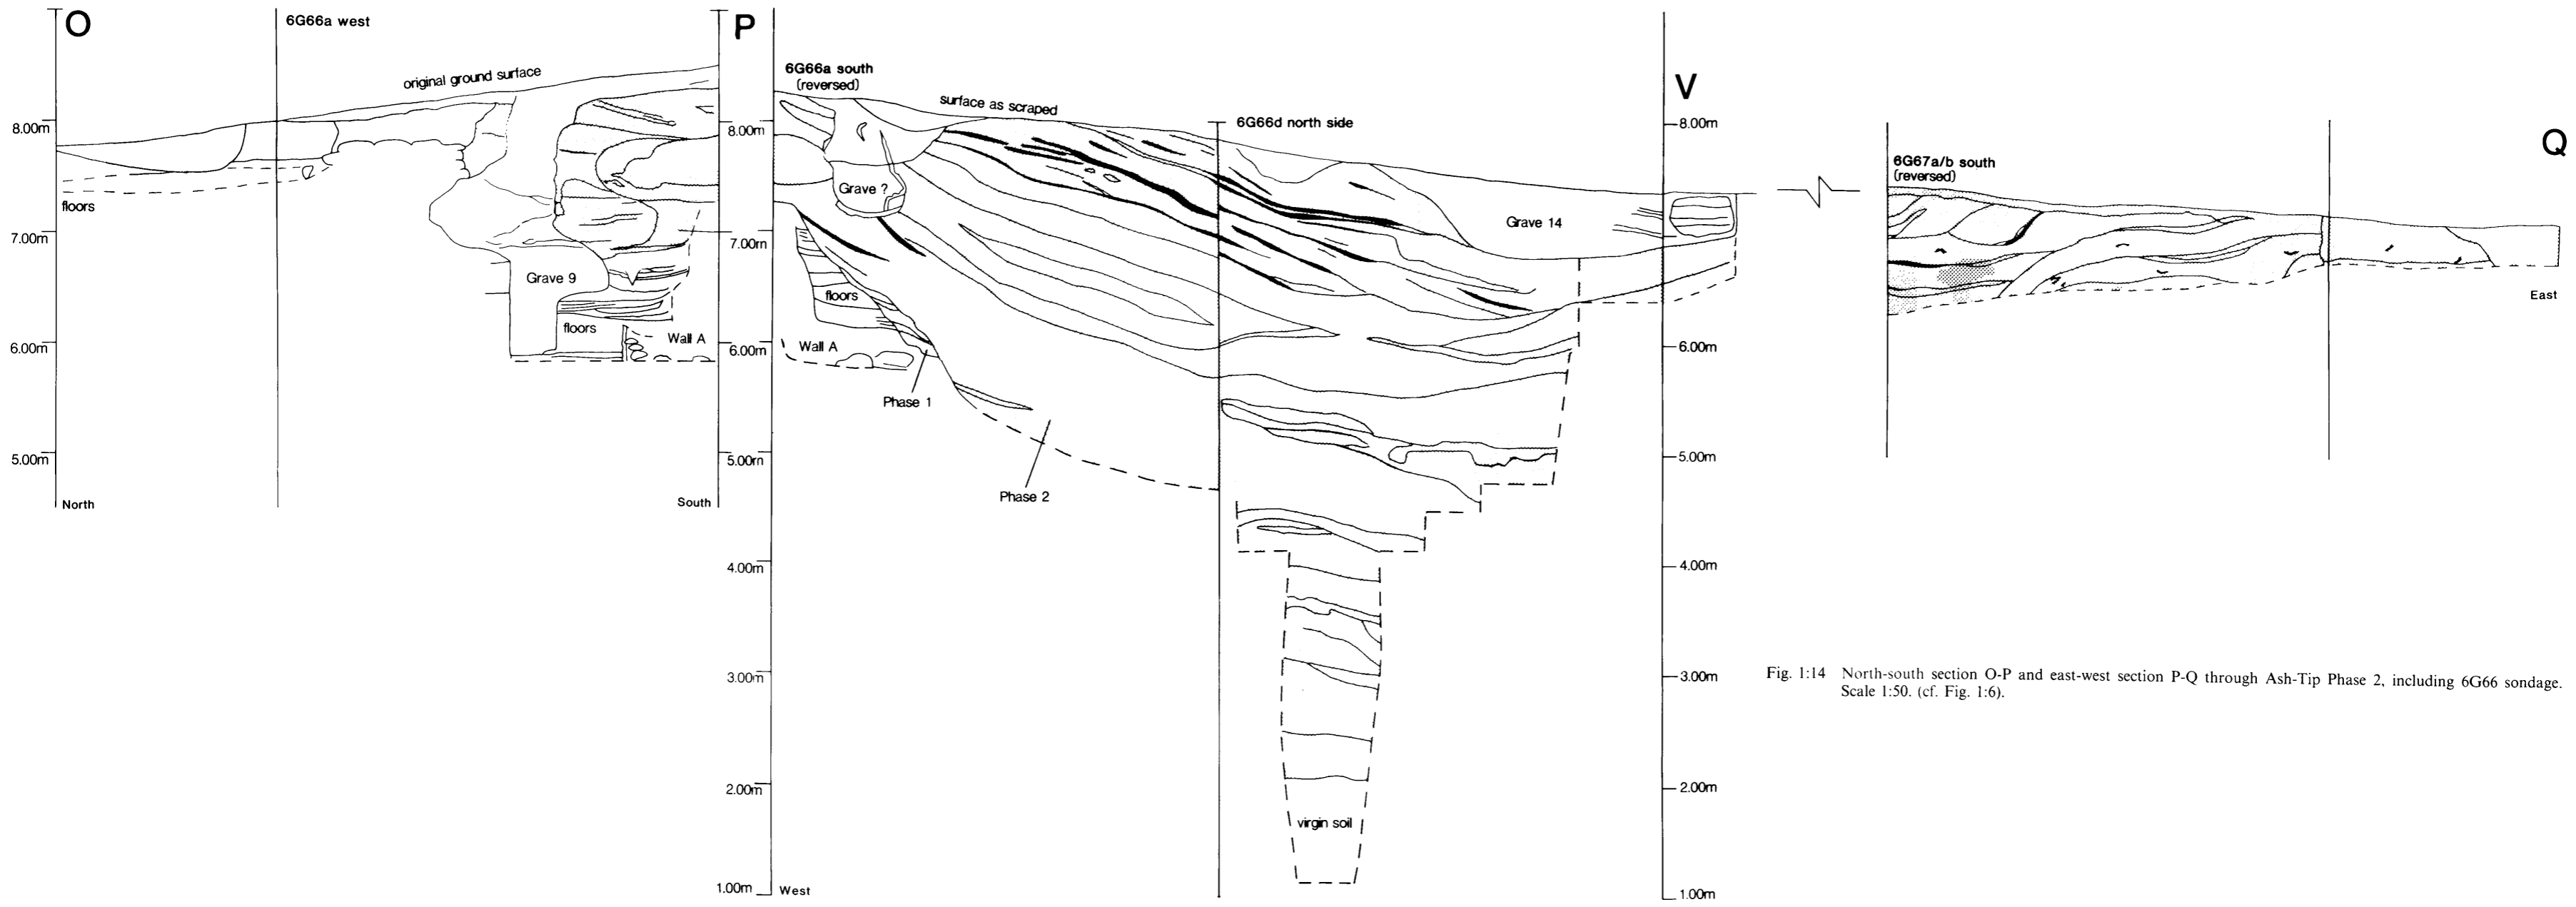 O
6G66a west
original ground surface
8.00m
floors
7.00m
Grave 9
floors
Wall A
6.00m
5.00m
North
South
P
6G66a south
(reversed)
surface as scraped
8.00m
Grave ?
7.00m
floors
Wall A
6.00m
Phase 1
5.00m
Phase 2
4.00m
3.00m
2.00m
1.00m
West
6G66d north side
Grave 14
virgin soil
V
8.00m
6.00m
5.00m
4.00m
3.00m
2.00m
1.00m
6G67a/b south
(reversed)
Q
East
Fig. 1:14 North-south section O-P and east-west section P-Q through Ash-Tip Phase 2, including 6G66 sondage.
Scale 1:50. (cf. Fig. 1:6).